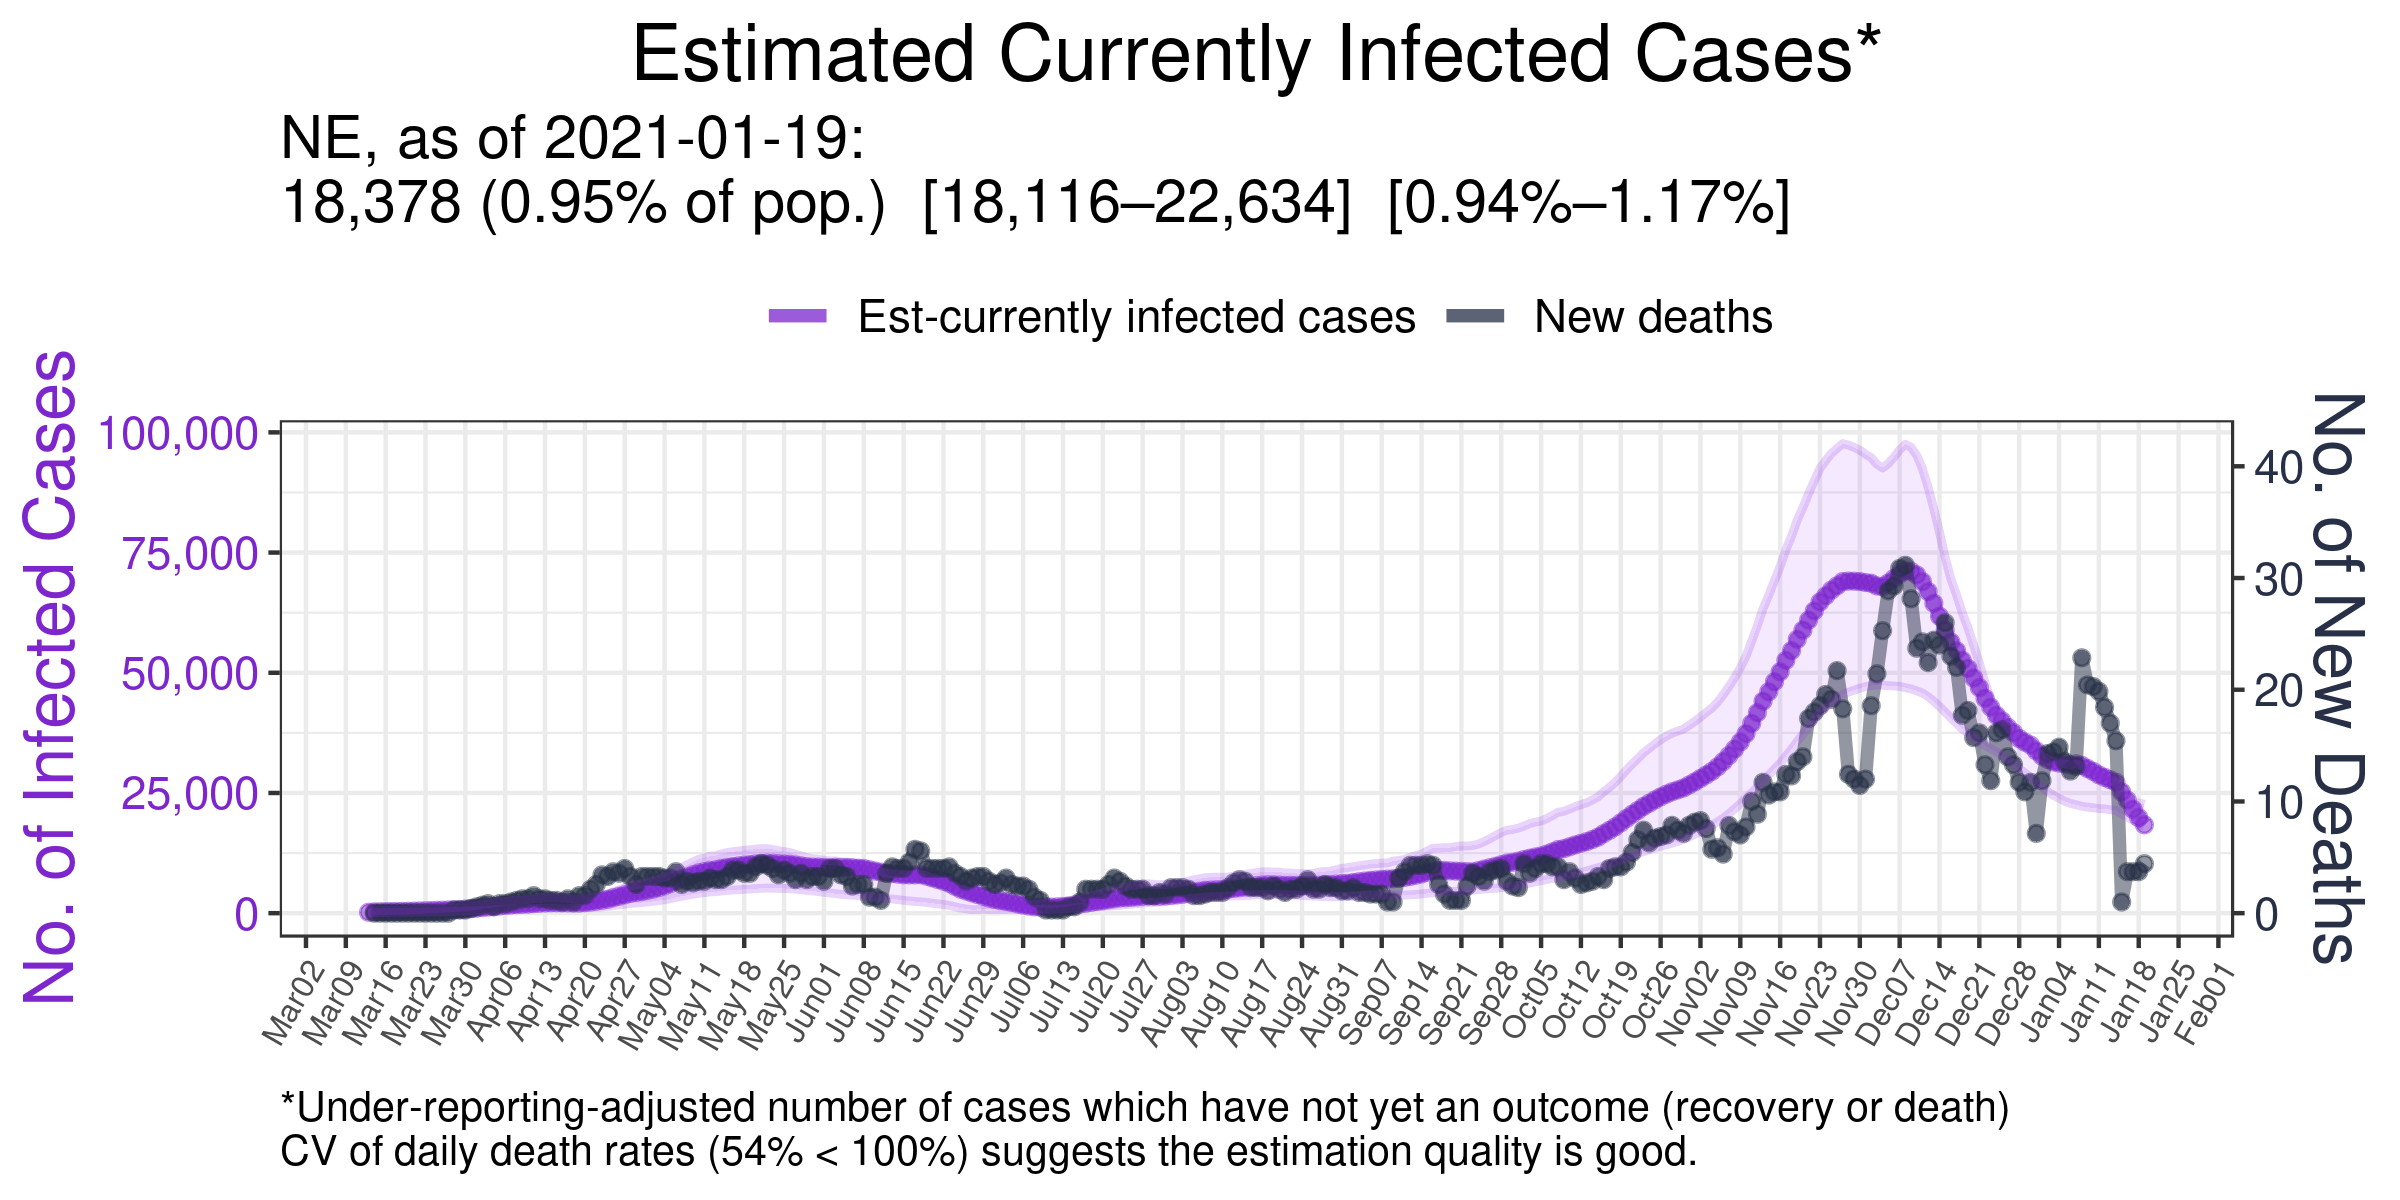 Estimated Currently Infected Cases*
NE, as of 2021-01-19:
18,378 (0.95% of pop.) [18,116–22,634] [0.94%–1.17%]
Est-currently infected cases New deaths
No. of Infected Cases
100,000
75,000
50,000
25,000
0
40
30
20
10
0
No. of New Deaths
Mar02 Mar09 Mar16 Mar23 Mar30 Apr06 Apr13 Apr20 Apr27 May04 May11 May18 May25 Jun01 Jun08 Jun15 Jun22 Jun29 Jul06 Jul13 Jul20 Jul27 Aug03 Aug10 Aug17 Aug24 Aug31 Sep07 Sep14 Sep21 Sep28 Oct05 Oct12 Oct19 Oct26 Nov02 Nov09 Nov16 Nov23 Nov30 Dec07 Dec14 Dec21 Dec28 Jan04 Jan11 Jan18 Jan25 Feb01
*Under-reporting-adjusted number of cases which have not yet an outcome (recovery or death)
CV of daily death rates (54% < 100%) suggests the estimation quality is good.